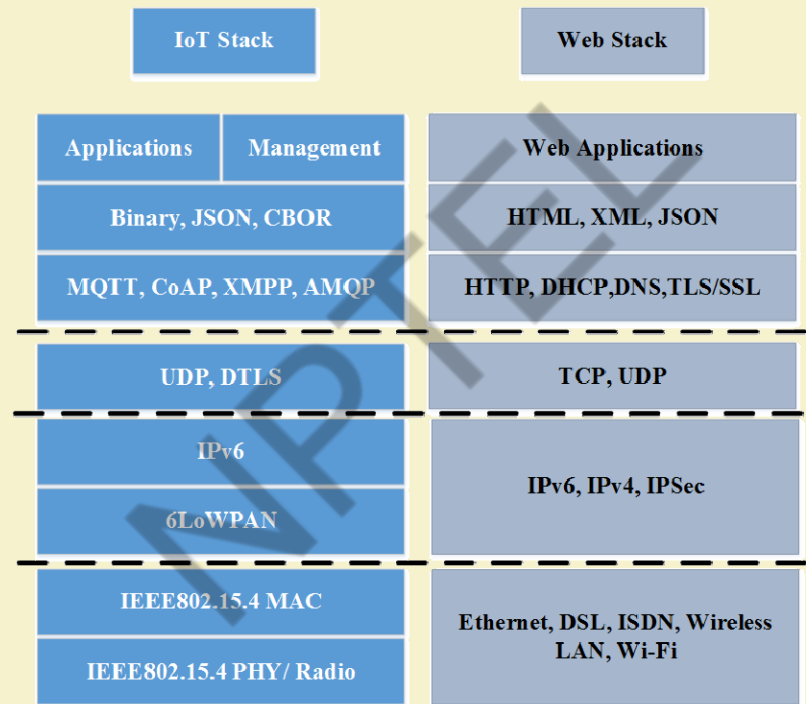 IoT Stack
Web Stack
Applications
Management
Web Applications
Binary, JSON, CBOR
HTML, XML, JSON
MQTT, CoAP, XMPP, AMQP
HTTP, DHCP,DNS,TLS/SSL
UDP, DTLS
TCP, UDP
IPv6
6LoWPAN
IPv6, IPv4, IPSec
IEEE802.15.4 MAC
IEEE802.15.4 PHY/ Radio
Ethernet, DSL, ISDN, Wireless
LAN, Wi-Fi
NPTEL